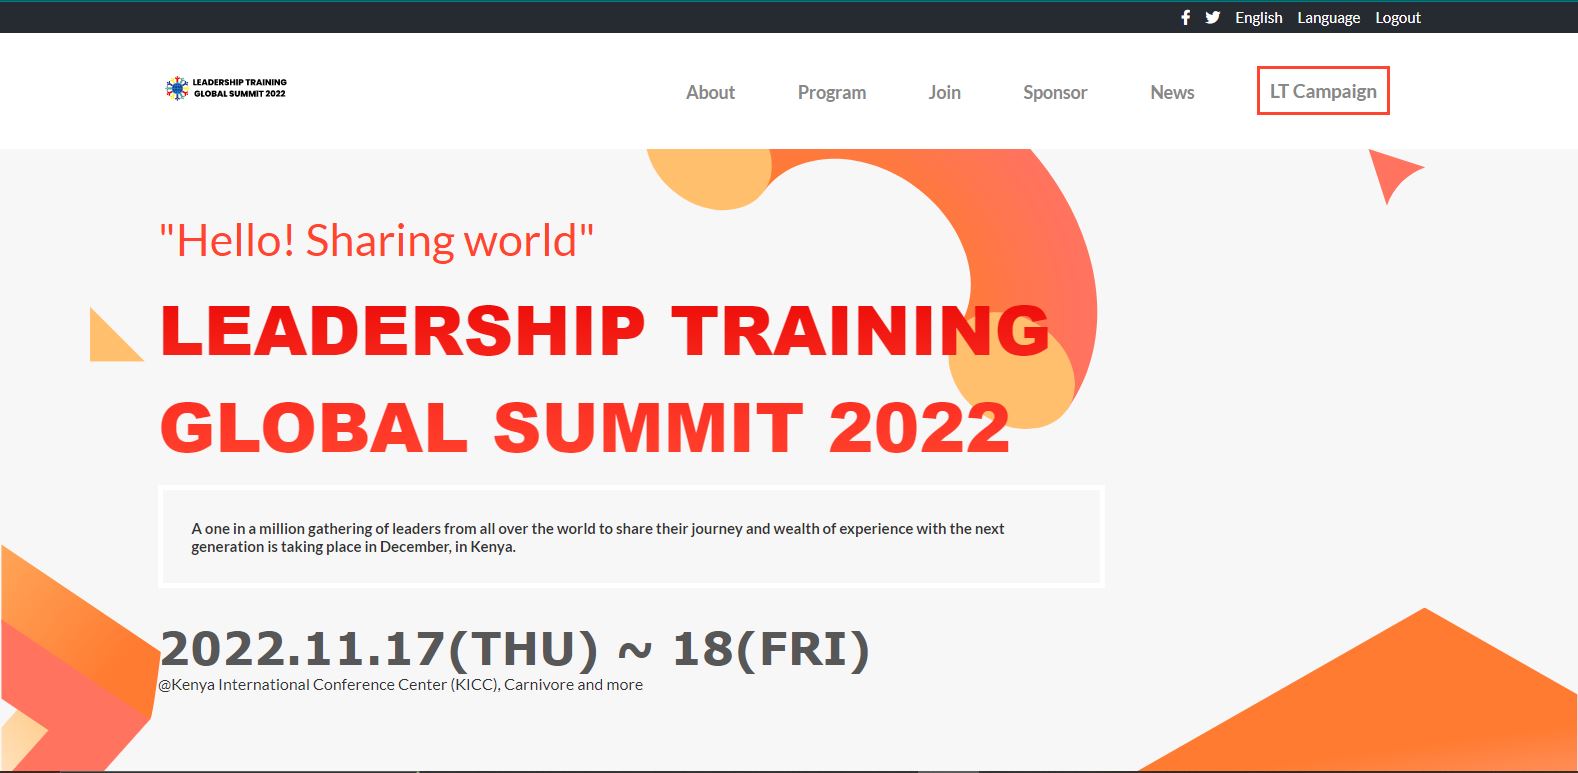 English Language Logout
LEADERSHIP TRAINING
GLOBAL SUMMIT 2022
About Program Join Sponsor News LT Campaign
"Hello! Sharing world"
LEADERSHIP TRAINING
GLOBAL SUMMIT 2022
A one in a million gathering of leaders from all over the world to share their journey and wealth of experience with the next
generation is taking place in December, in Kenya.
2022.11.17(THU) ~ 18(FRI)
@Kenya International Conference Center (KICC), Carnivore and more